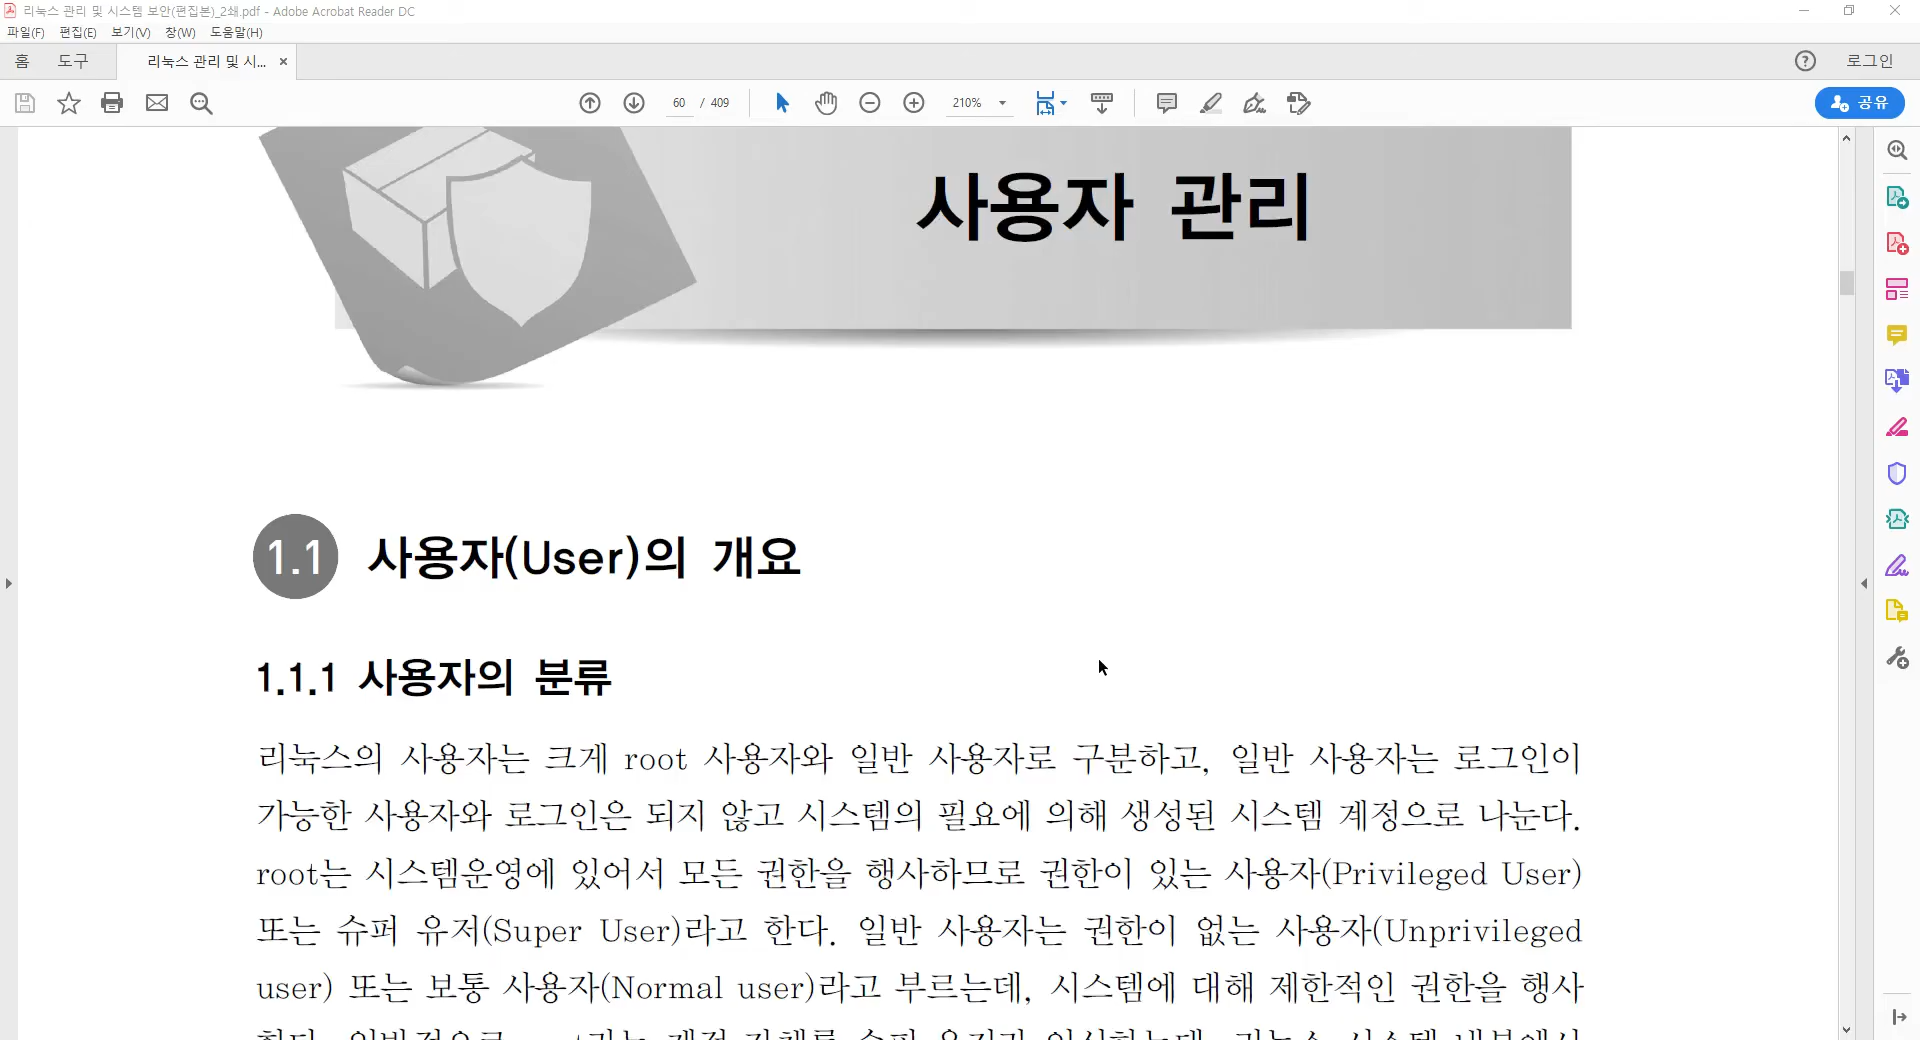 리눅스 관리 및 시스템 보안(편집본)_2쇄.pdf - Adobe Acrobat Reader DC
파일(F) 편집(E) 보기(V) 창(W) 도움말(H)
홈 도구 리눅스 관리 및 시... × ? 로그인
60 / 409 210% 공유
사용자 관리
1.1 사용자(User)의 개요
1.1.1 사용자의 분류
리눅스의 사용자는 크게 root 사용자와 일반 사용자로 구분하고, 일반 사용자는 로그인이
가능한 사용자와 로그인은 되지 않고 시스템의 필요에 의해 생성된 시스템 계정으로 나눈다.
root는 시스템운영에 있어서 모든 권한을 행사하므로 권한이 있는 사용자(Privileged User)
또는 슈퍼 유저(Super User)라고 한다. 일반 사용자는 권한이 없는 사용자(Unprivileged
user) 또는 보통 사용자(Normal user)라고 부르는데, 시스템에 대해 제한적인 권한을 행사